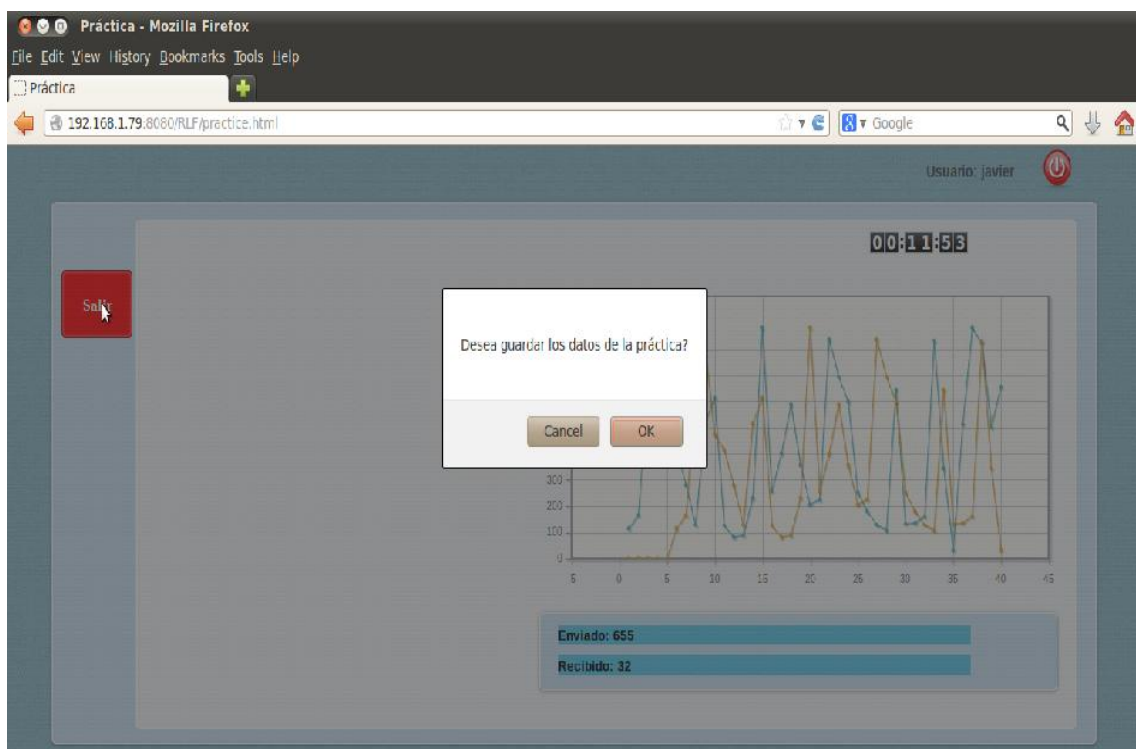 Práctica - Mozilla Firefox
File Edit View History Bookmarks Tools Help
Práctica
192.168.1.79:8080/RLF/practice.html
Google
Usuario: javier
00:11:53
Salir
Desea guardar los datos de la práctica?
Cancel OK
300
200
100
0
5 0 5 10 15 20 25 30 35 40 45
Enviado: 655
Recibido: 32